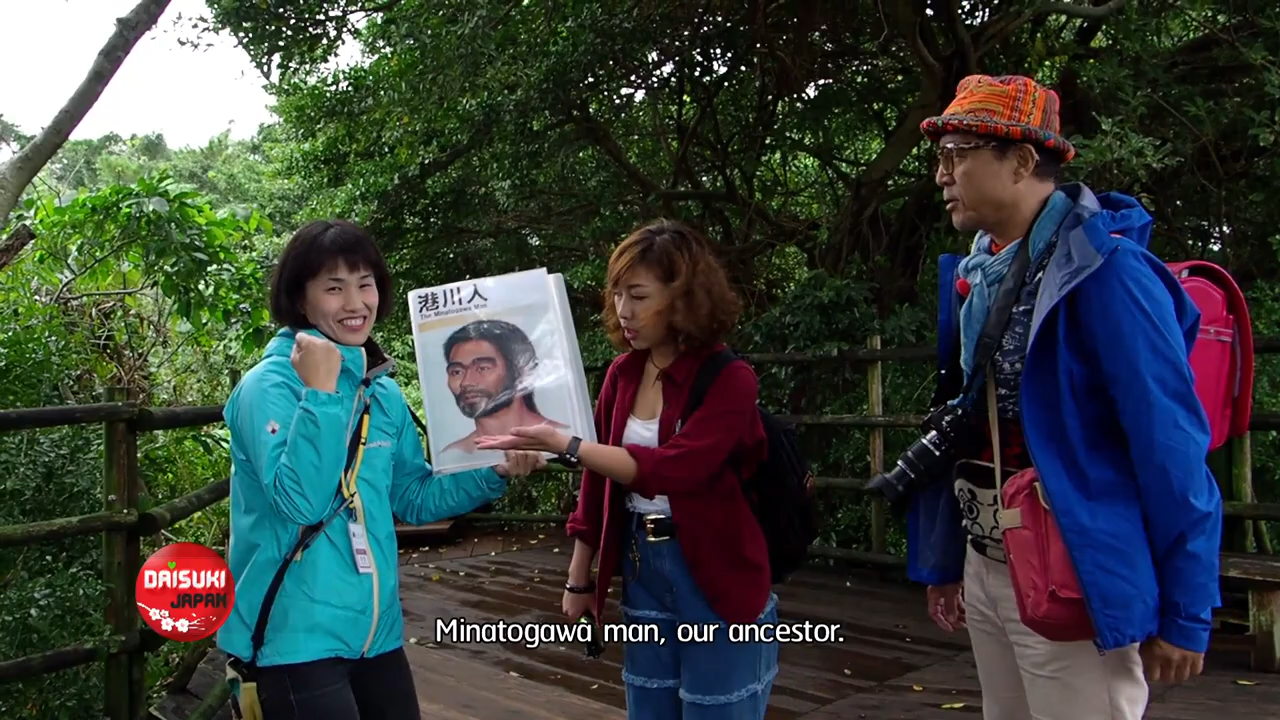 港川人
The Minatogawa Man
DAISUKI
JAPAN
Minatogawa man, our ancestor.